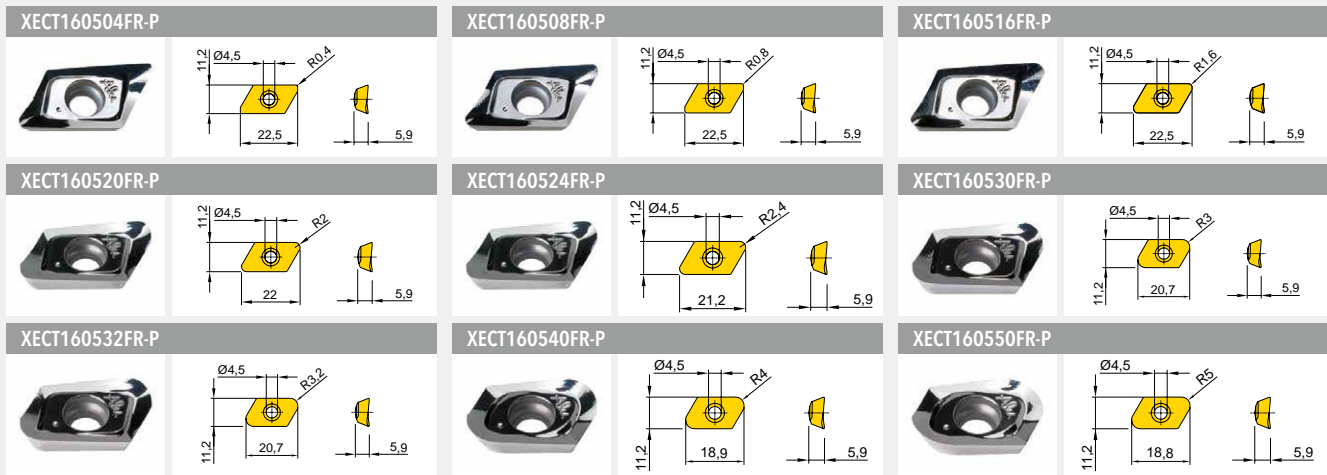 XECT160504FR-P
11,2
Ø4,5
R0,4
22,5
5,9
XECT160508FR-P
11,2
Ø4,5
R0,8
22,5
5,9
XECT160516FR-P
11,2
Ø4,5
R1,6
22,5
5,9
XECT160520FR-P
11,2
Ø4,5
R2
22
5,9
XECT160524FR-P
11,2
Ø4,5
R2,4
21,2
5,9
XECT160530FR-P
Ø4,5
R3
11,2
20,7
5,9
XECT160532FR-P
Ø4,5
R3,2
11,2
20,7
5,9
XECT160540FR-P
Ø4,5
R4
11,2
18,9
5,9
XECT160550FR-P
Ø4,5
R5
11,2
18,8
5,9